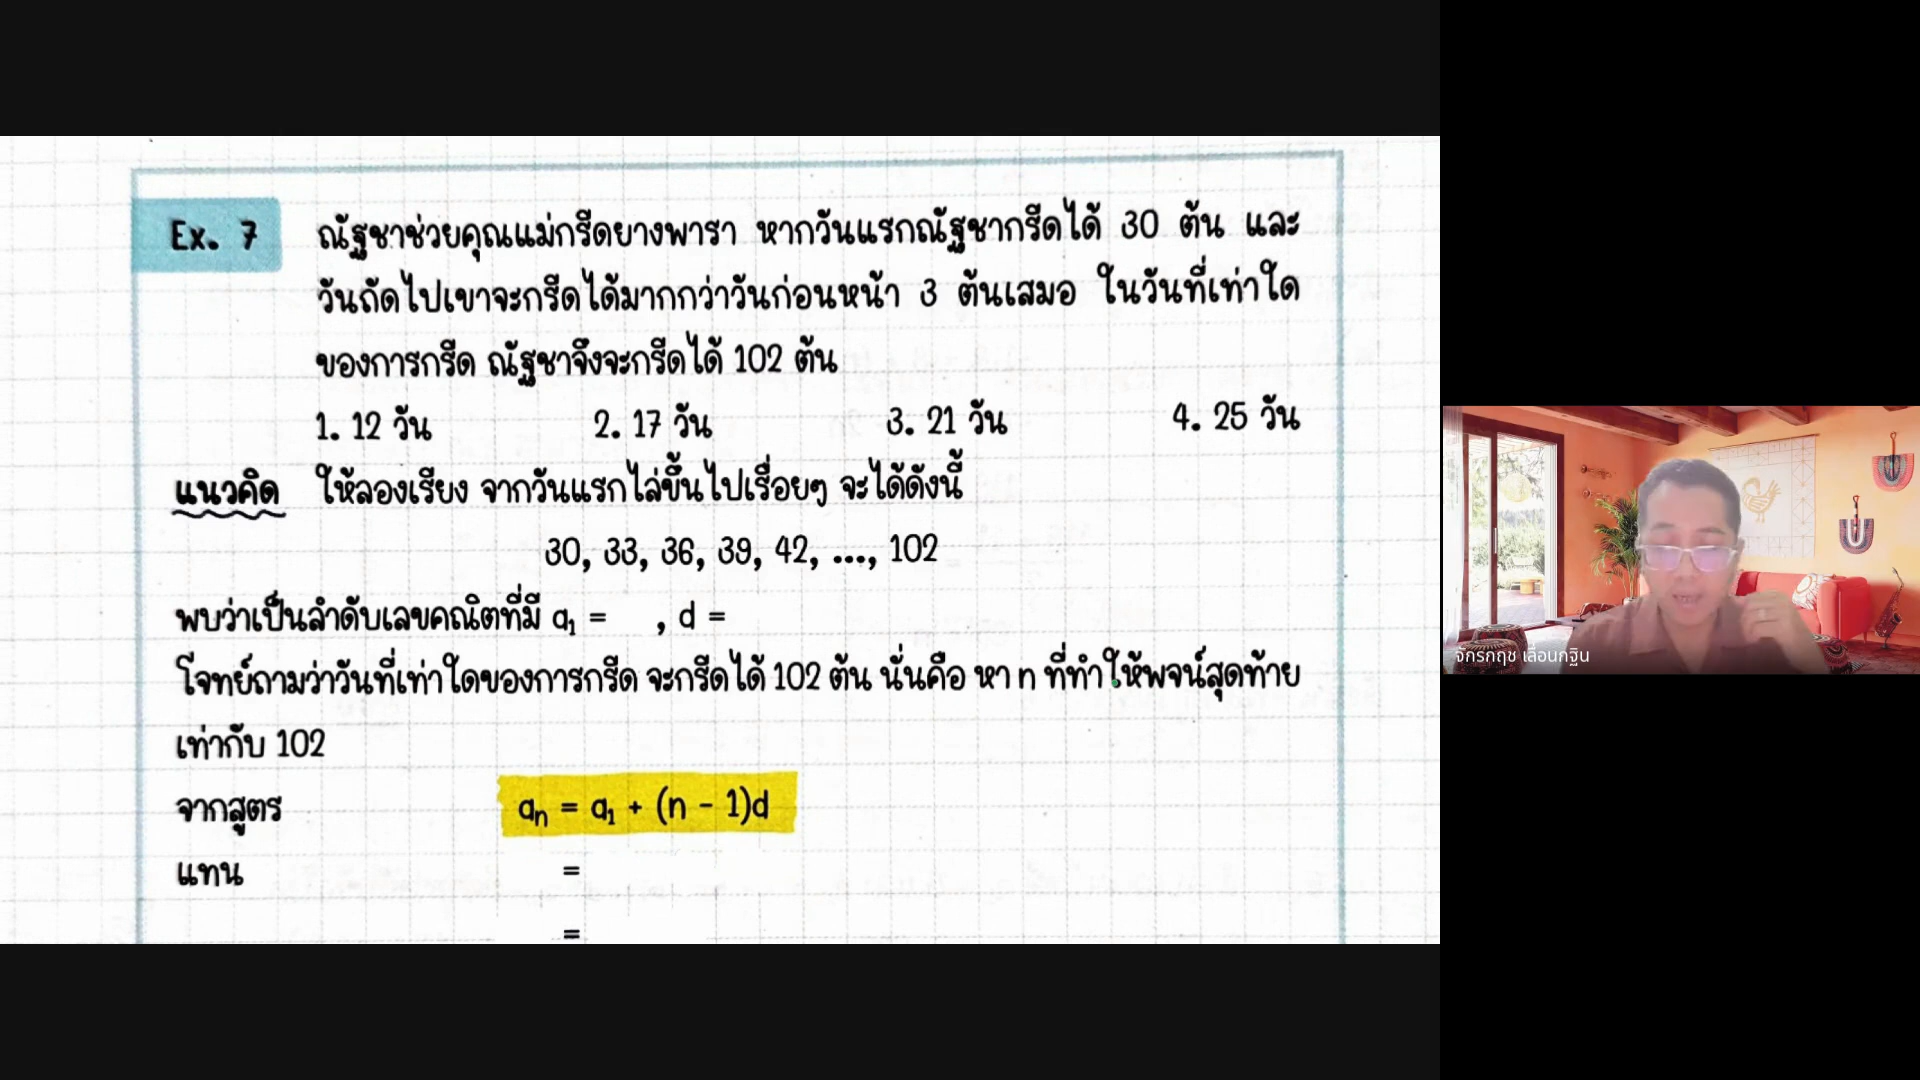 Ex. 7 ณัฐชาช่วยคุณแม่กรีดยางพารา หากวันแรกณัฐชากรีดได้ 30 ต้น และ
วันถัดไปเขาจะกรีดได้มากกว่าวันก่อนหน้า 3 ต้นเสมอ ในวันที่เท่าใด
ของการกรีด ณัฐชาจึงจะกรีดได้ 102 ต้น
1. 12 วัน 2. 17 วัน 3. 21 วัน 4. 25 วัน
แนวคิด ให้ลองเรียง จากวันแรกไล่ขึ้นไปเรื่อยๆ จะได้ดังนี้
30, 33, 36, 39, 42, ..., 102
พบว่าเป็นลำดับเลขคณิตที่มี a₁ = , d =
โจทย์ถามว่าวันที่เท่าใดของการกรีด จะกรีดได้ 102 ต้น นั่นคือ หา n ที่ทำให้พจน์สุดท้าย
เท่ากับ 102
จากสูตร aₙ = a₁ + (n - 1)d
แทน =
=
จักรกฤช เลื่อนกฐิน